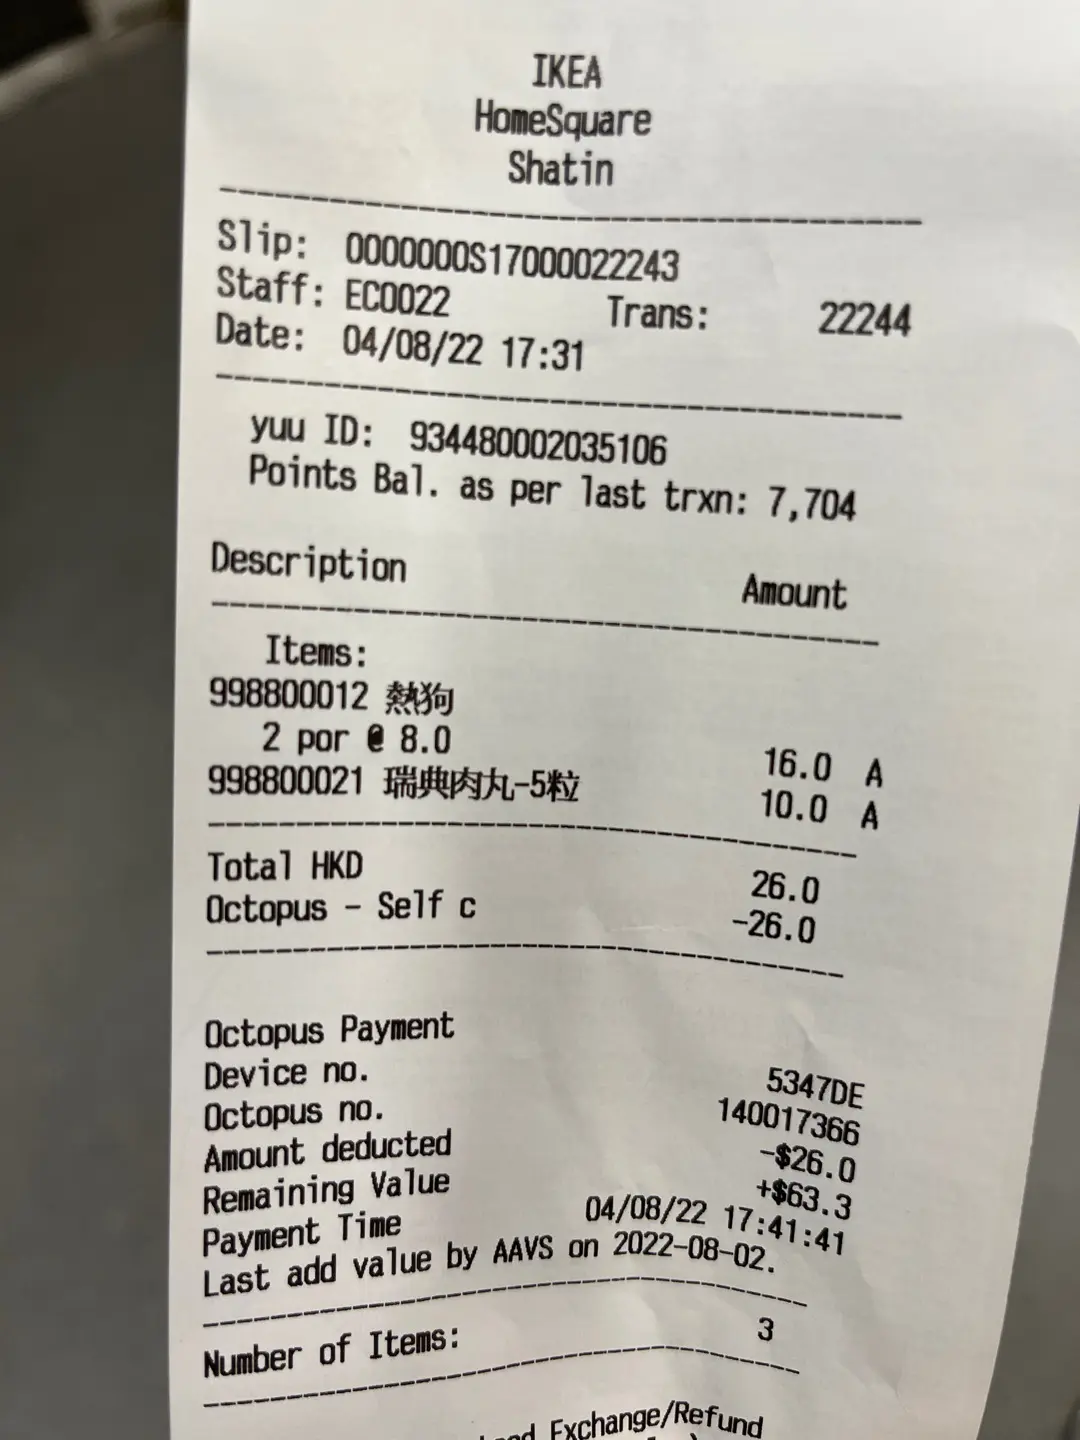 IKEA
HomeSquare
Shatin
Slip: 0000000S17000022243
Staff: EC0022 Trans: 22244
Date: 04/08/22 17:31
yuu ID: 934480002035106
Points Bal. as per last trxn: 7,704
Description Amount
Items:
998800012 熱狗
2 por @ 8.0 16.0 A
998800021 瑞典肉丸-5粒 10.0 A
Total HKD 26.0
Octopus - Self c -26.0
Octopus Payment
Device no. 5347DE
Octopus no. 140017366
Amount deducted -$26.0
Remaining Value +$63.3
Payment Time 04/08/22 17:41:41
Last add value by AAVS on 2022-08-02.
Number of Items: 3
Exchange/Refund